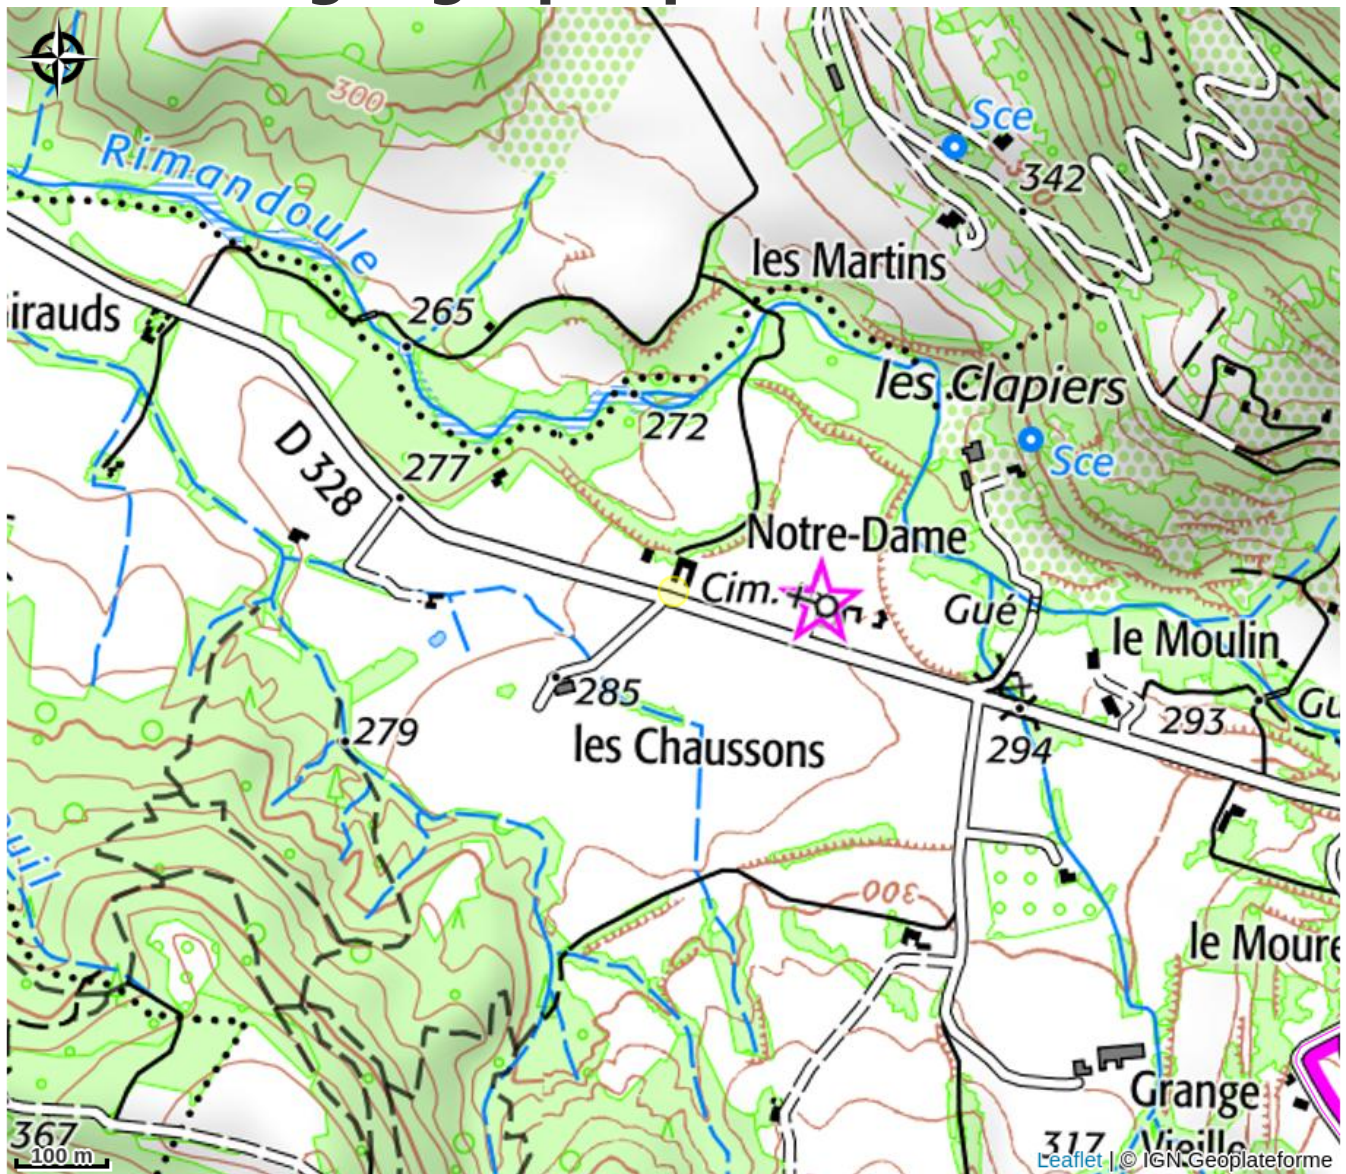 300
Sce
Rimandoule
342
les Martins
265
irauds
les Clapiers
272
Sce
277
D 328
Notre-Dame
Cim.
Gué
le Moulin
285
293
Gu
279
294
les Chaussons
uil
300
le Moure
Grange
Vieille
317
367
100 m
Leaflet | © IGN-Geoplateforme